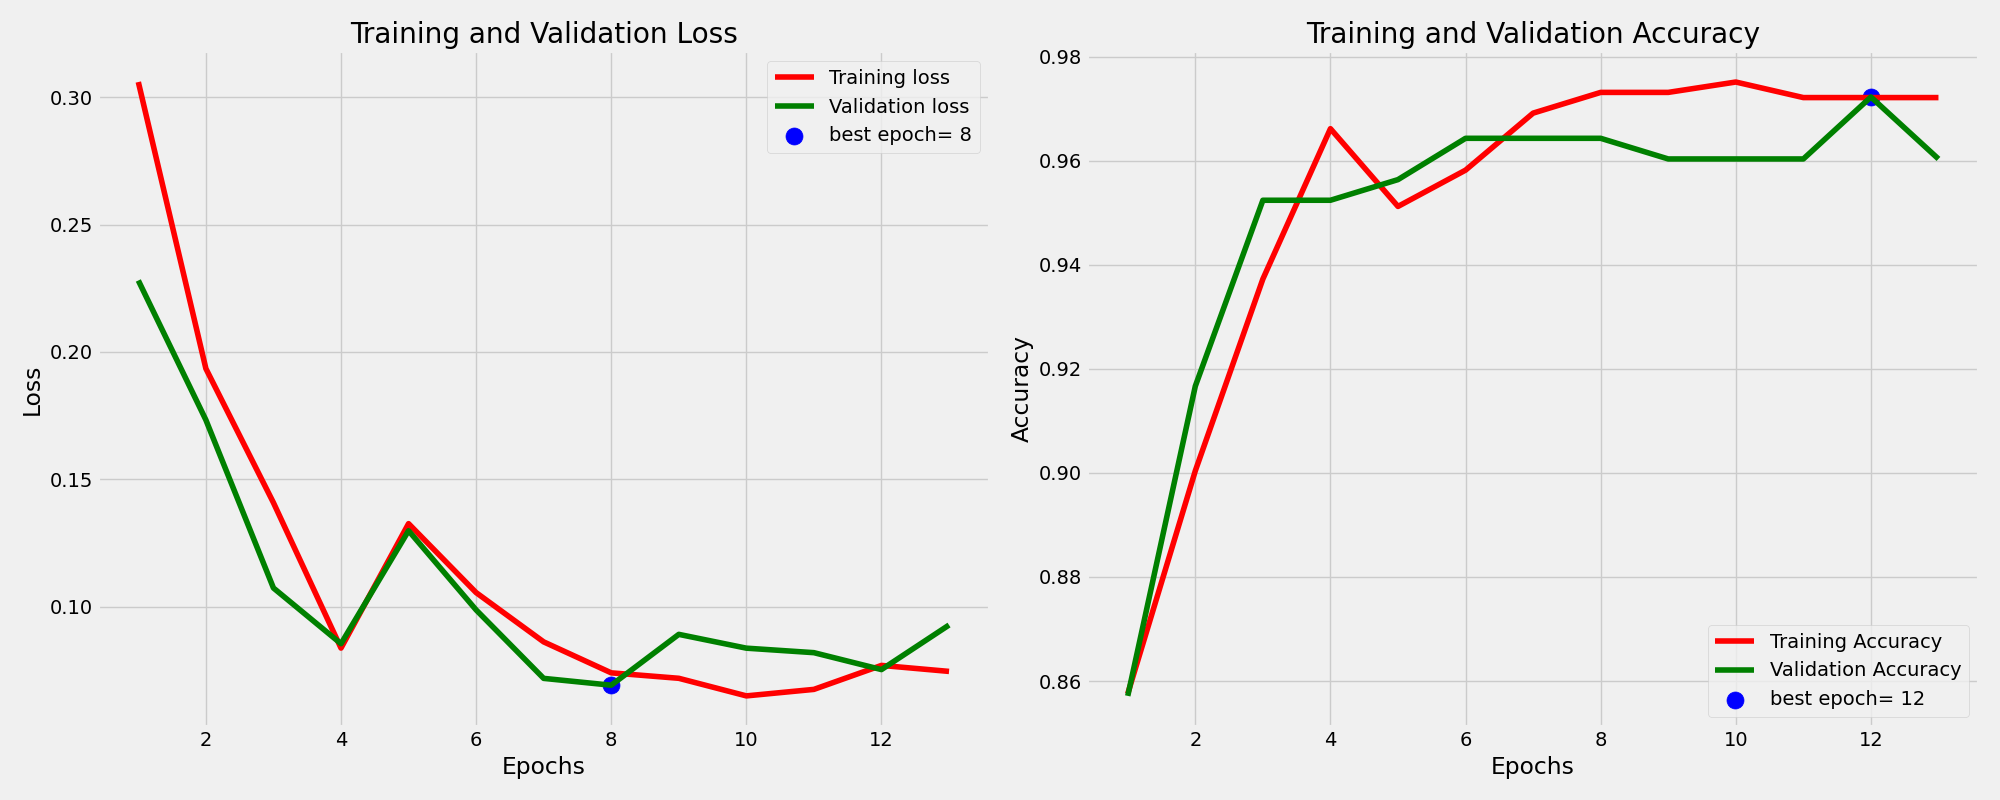 Training and Validation Loss
Training loss
Validation loss
best epoch= 8
0.30
0.25
0.20
0.15
0.10
Loss
2 4 6 8 10 12
Epochs
Training and Validation Accuracy
0.98
0.96
0.94
0.92
0.90
0.88
0.86
Accuracy
Training Accuracy
Validation Accuracy
best epoch= 12
2 4 6 8 10 12
Epochs